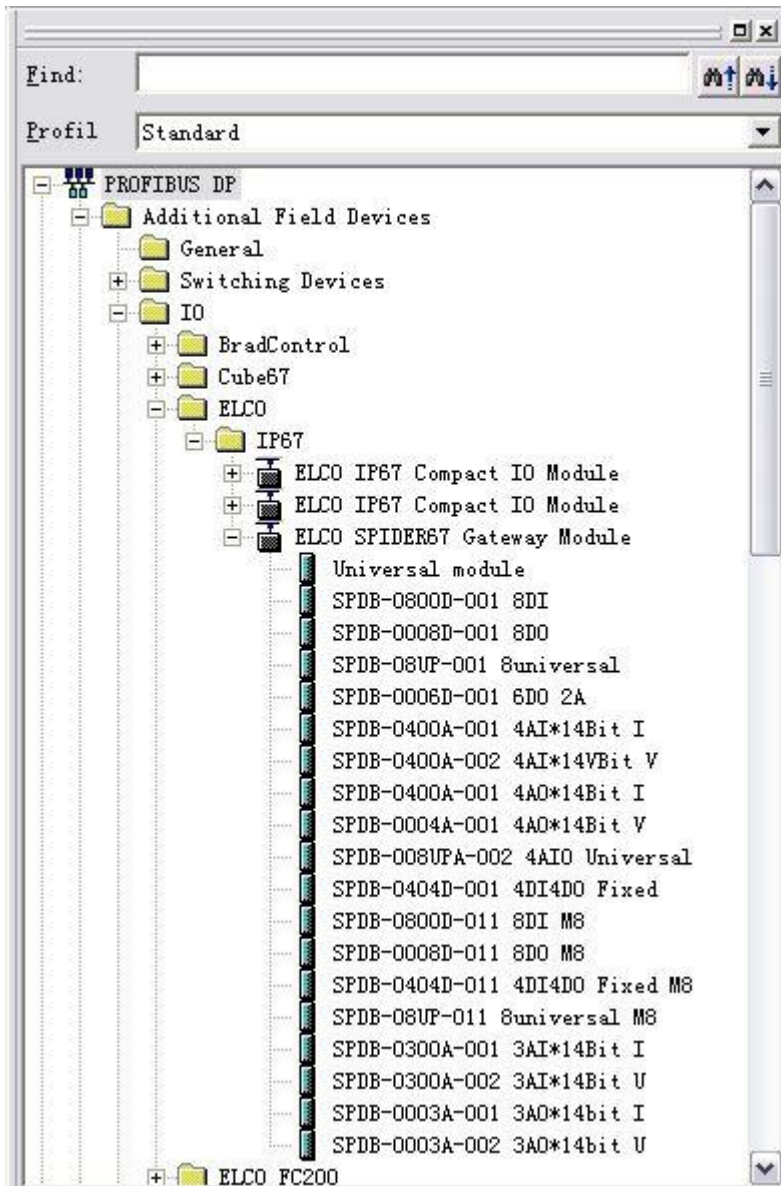 Find:
Profil Standard
PROFIBUS DP
Additional Field Devices
General
Switching Devices
IO
BradControl
Cube67
ELCO
IP67
ELCO IP67 Compact IO Module
ELCO IP67 Compact IO Module
ELCO SPIDER67 Gateway Module
Universal module
SPDB-0800D-001 8DI
SPDB-0008D-001 8DO
SPDB-08UP-001 8universal
SPDB-0006D-001 6DO 2A
SPDB-0400A-001 4AI*14Bit I
SPDB-0400A-002 4AI*14VBit V
SPDB-0400A-001 4AO*14Bit I
SPDB-0004A-001 4AO*14Bit V
SPDB-008UPA-002 4AIO Universal
SPDB-0404D-001 4DI4DO Fixed
SPDB-0800D-011 8DI M8
SPDB-0008D-011 8DO M8
SPDB-0404D-011 4DI4DO Fixed M8
SPDB-08UP-011 8universal M8
SPDB-0300A-001 3AI*14Bit I
SPDB-0300A-002 3AI*14Bit U
SPDB-0003A-001 3AO*14bit I
SPDB-0003A-002 3AO*14bit U
ELCO FC200